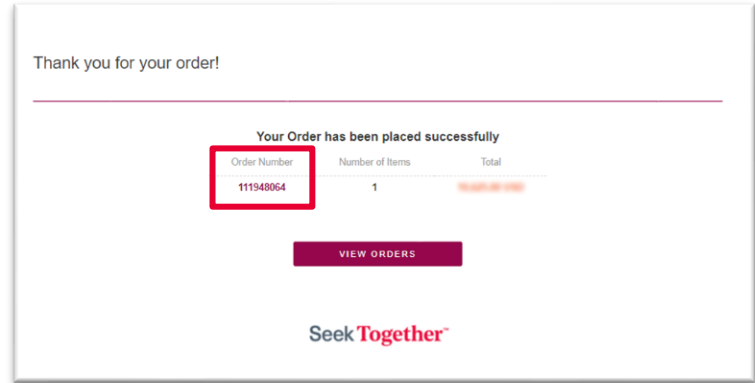 Thank you for your order!
Your Order has been placed successfully
Order Number Number of Items Total
111948064 1
VIEW ORDERS
Seek Together™